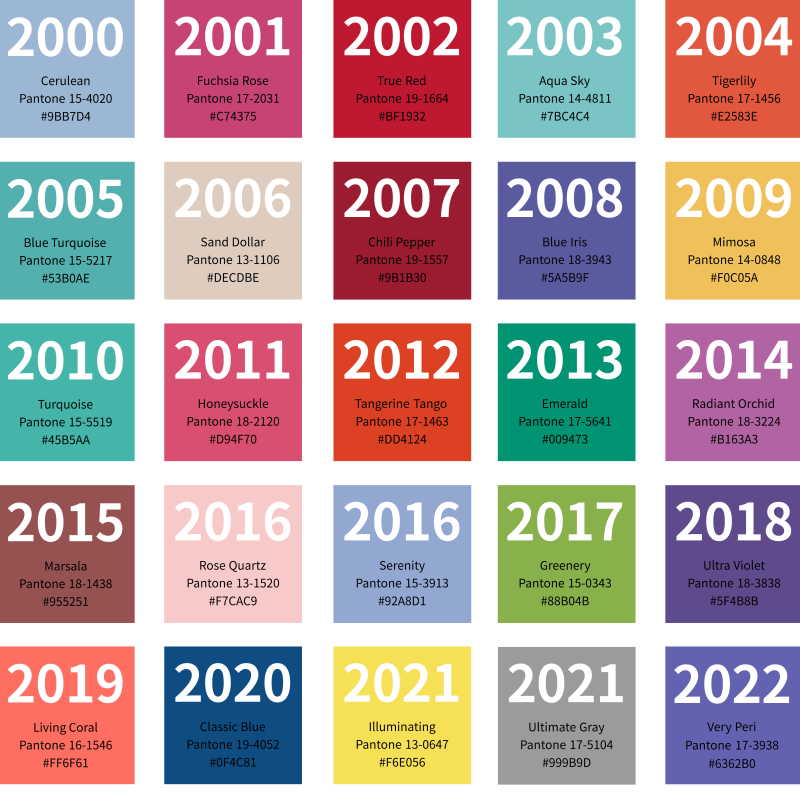 2000
Cerulean
Pantone 15-4020
#9BB7D4
2001
Fuchsia Rose
Pantone 17-2031
#C74375
2002
True Red
Pantone 19-1664
#BF1932
2003
Aqua Sky
Pantone 14-4811
#7BC4C4
2004
Tigerlily
Pantone 17-1456
#E2583E
2005
Blue Turquoise
Pantone 15-5217
#53B0AE
2006
Sand Dollar
Pantone 13-1106
#DECDBE
2007
Chili Pepper
Pantone 19-1557
#9B1B30
2008
Blue Iris
Pantone 18-3943
#5A5B9F
2009
Mimosa
Pantone 14-0848
#F0C05A
2010
Turquoise
Pantone 15-5519
#45B5AA
2011
Honeysuckle
Pantone 18-2120
#D94F70
2012
Tangerine Tango
Pantone 17-1463
#DD4124
2013
Emerald
Pantone 17-5641
#009473
2014
Radiant Orchid
Pantone 18-3224
#B163A3
2015
Marsala
Pantone 18-1438
#955251
2016
Rose Quartz
Pantone 13-1520
#F7CAC9
2016
Serenity
Pantone 15-3913
#92A8D1
2017
Greenery
Pantone 15-0343
#88B04B
2018
Ultra Violet
Pantone 18-3838
#5F4B8B
2019
Living Coral
Pantone 16-1546
#FF6F61
2020
Classic Blue
Pantone 19-4052
#0F4C81
2021
Illuminating
Pantone 13-0647
#F6E056
2021
Ultimate Gray
Pantone 17-5104
#999B9D
2022
Very Peri
Pantone 17-3938
#6362B0